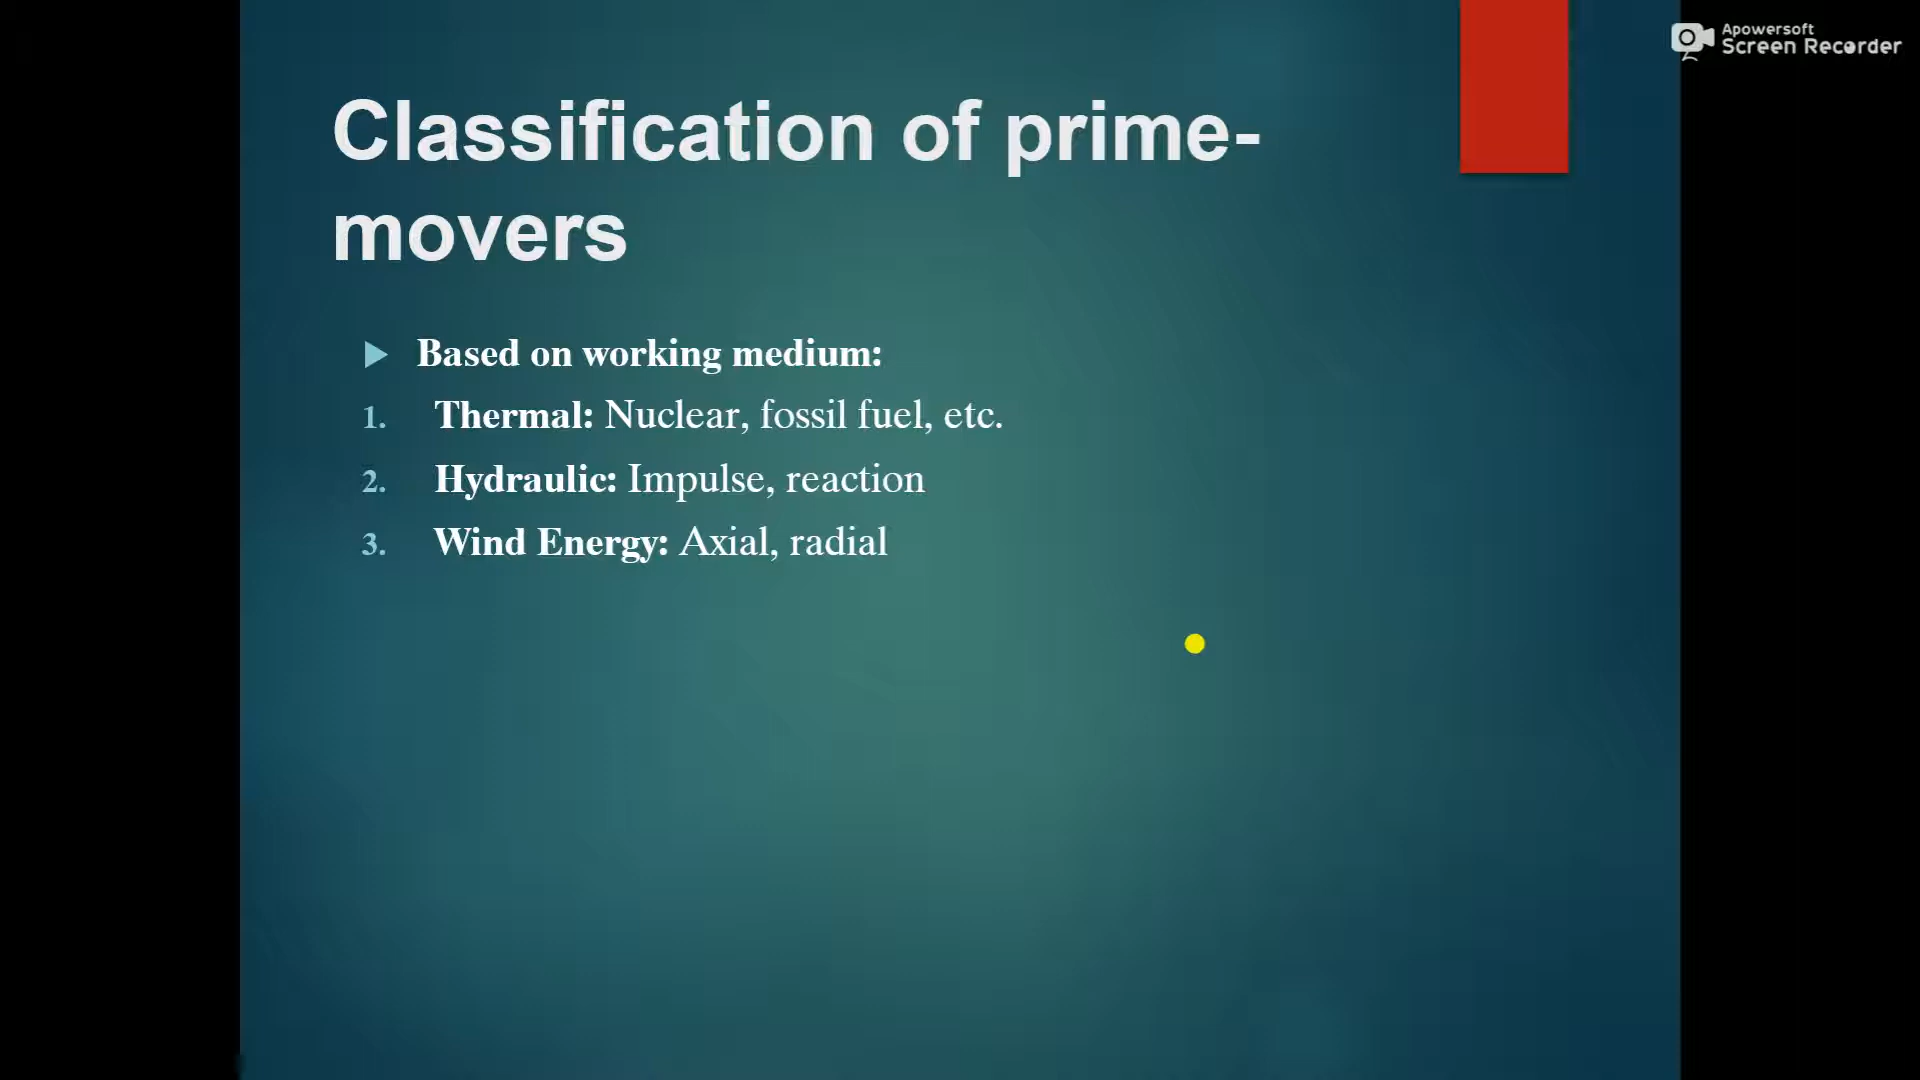 Apowersoft
Screen Recorder
Classification of prime-
movers
Based on working medium:
1. Thermal: Nuclear, fossil fuel, etc.
2. Hydraulic: Impulse, reaction
3. Wind Energy: Axial, radial